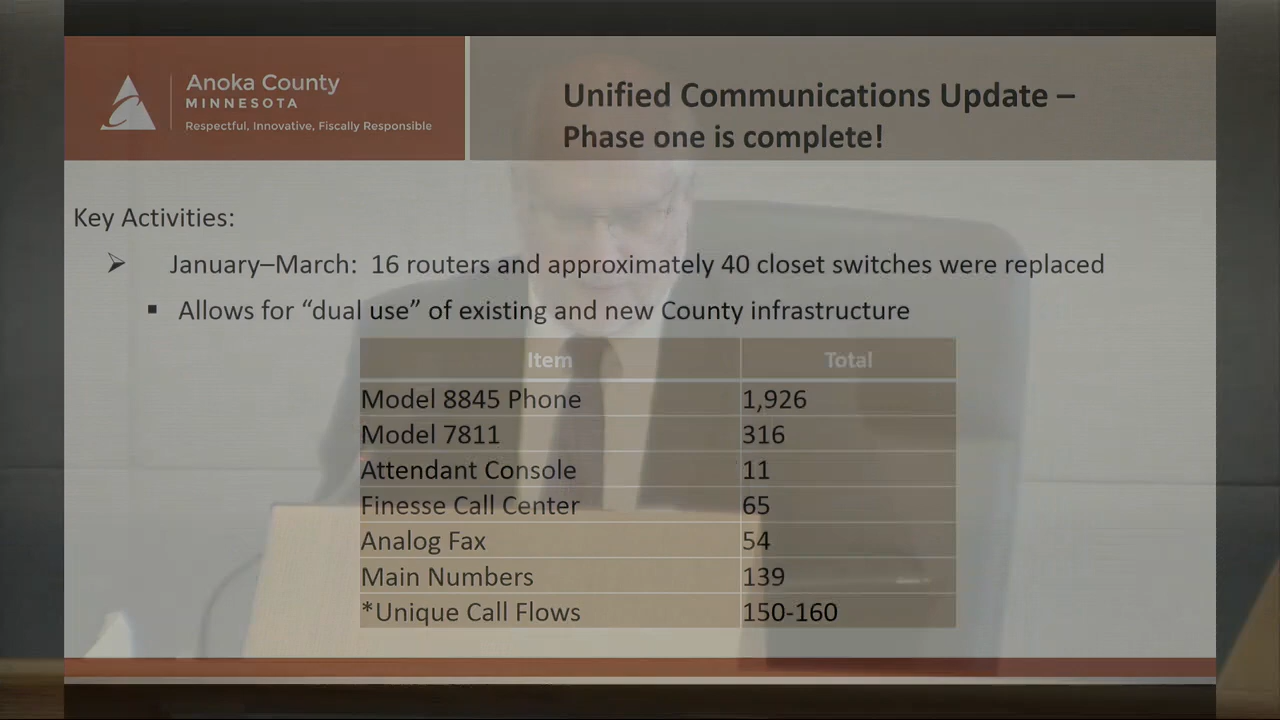 Anoka County
MINNESOTA
Respectful, Innovative, Fiscally Responsible
Unified Communications Update –
Phase one is complete!
Key Activities:
➢ January–March: 16 routers and approximately 40 closet switches were replaced
▪ Allows for “dual use” of existing and new County infrastructure
Item Total
Model 8845 Phone 1,926
Model 7811 316
Attendant Console 11
Finesse Call Center 65
Analog Fax 54
Main Numbers 139
*Unique Call Flows 150-160